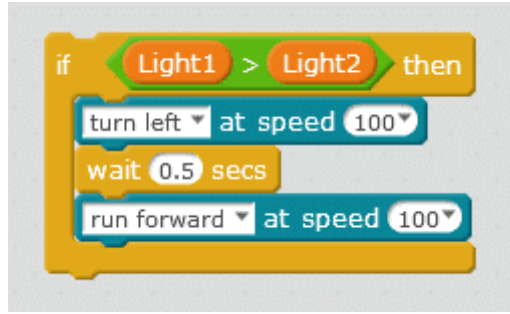 if Light1 > Light2 then
turn left at speed 100
wait 0.5 secs
run forward at speed 100